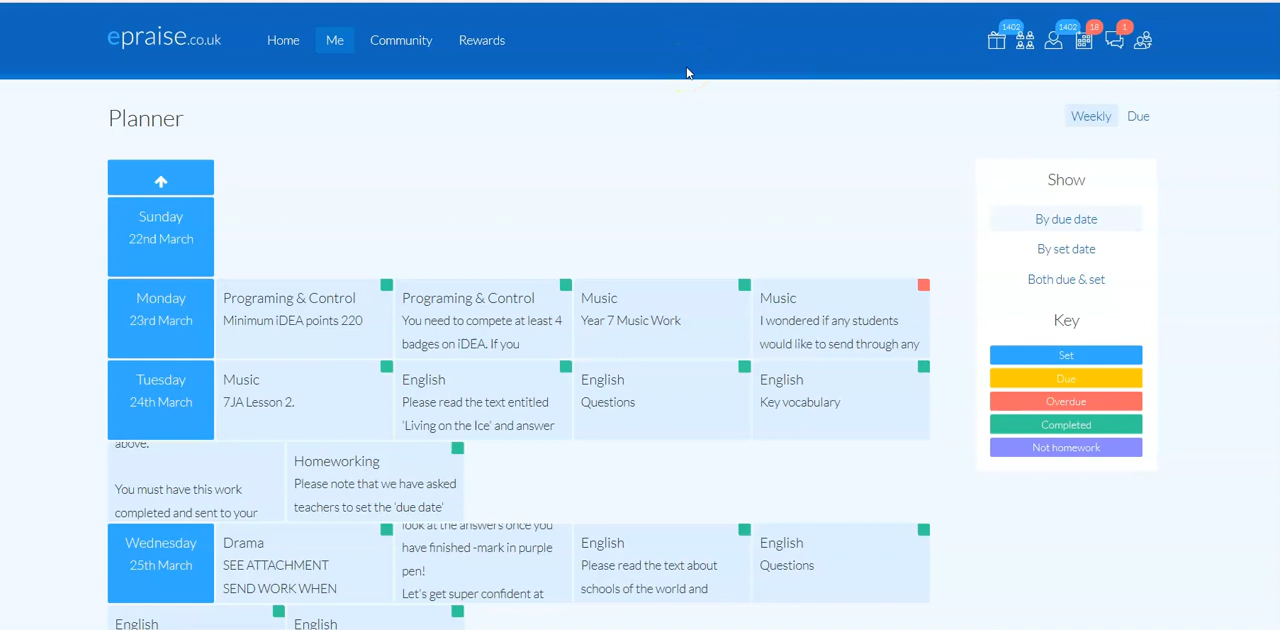 epraise.co.uk Home Me Community Rewards 1402 1402 18 1
Planner Weekly Due
Show
By due date
By set date
Both due & set
Key
Set
Due
Overdue
Completed
Not homework
Sunday
22nd March
Monday
23rd March
Programing & Control
Minimum iDEA points 220
Programing & Control
You need to compete at least 4
badges on iDEA. If you
Music
Year 7 Music Work
Music
I wondered if any students
would like to send through any
Tuesday
24th March
Music
7JA Lesson 2.
English
Please read the text entitled
'Living on the Ice' and answer
English
Questions
English
Key vocabulary
above.
You must have this work
completed and sent to your
Homeworking
Please note that we have asked
teachers to set the 'due date'
Wednesday
25th March
Drama
SEE ATTACHMENT
SEND WORK WHEN
look at the answers once you
have finished -mark in purple
pen!
Let's get super confident at
English
Please read the text about
schools of the world and
English
Questions
English
English